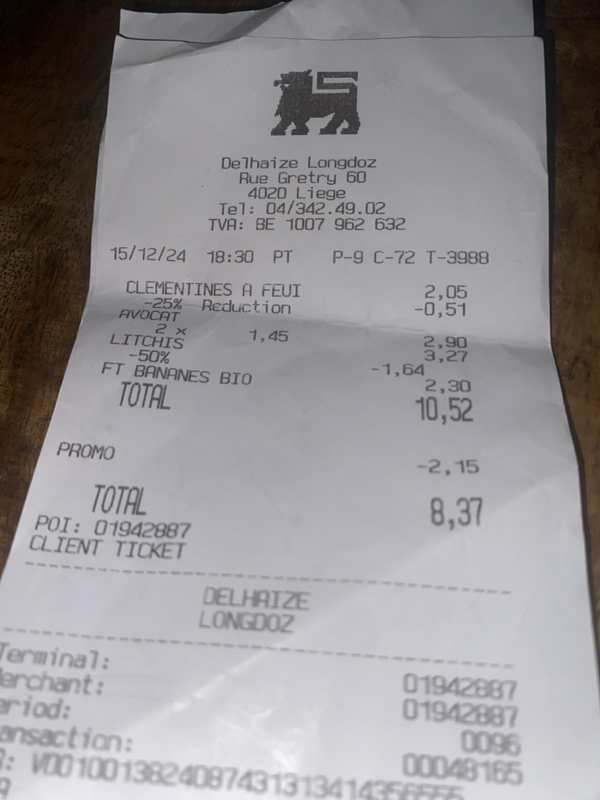 Delhaize Longdoz
Rue Gretry 60
4020 Liege
Tel: 04/342.49.02
TVA: BE 1007 962 632
15/12/24 18:30 PT P-9 C-72 T-3988
CLEMENTINES A FEUI 2,05
-25% Reduction -0,51
AVOCAT
2 x 1,45 2,90
LITCHIS 3,27
-50% -1,64
FT BANANES BIO 2,30
TOTAL 10,52
PROMO -2,15
TOTAL 8,37
POI: 01942887
CLIENT TICKET
DELHAIZE
LONGDOZ
Terminal: 01942887
erchant: 01942887
eriod: 0096
ansaction: 00048165